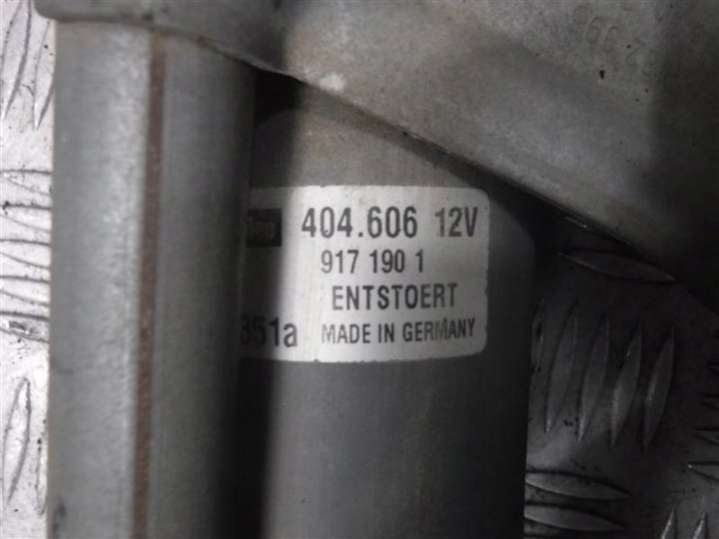 404.606 12V
917 190 1
ENTSTOERT
351a MADE IN GERMANY